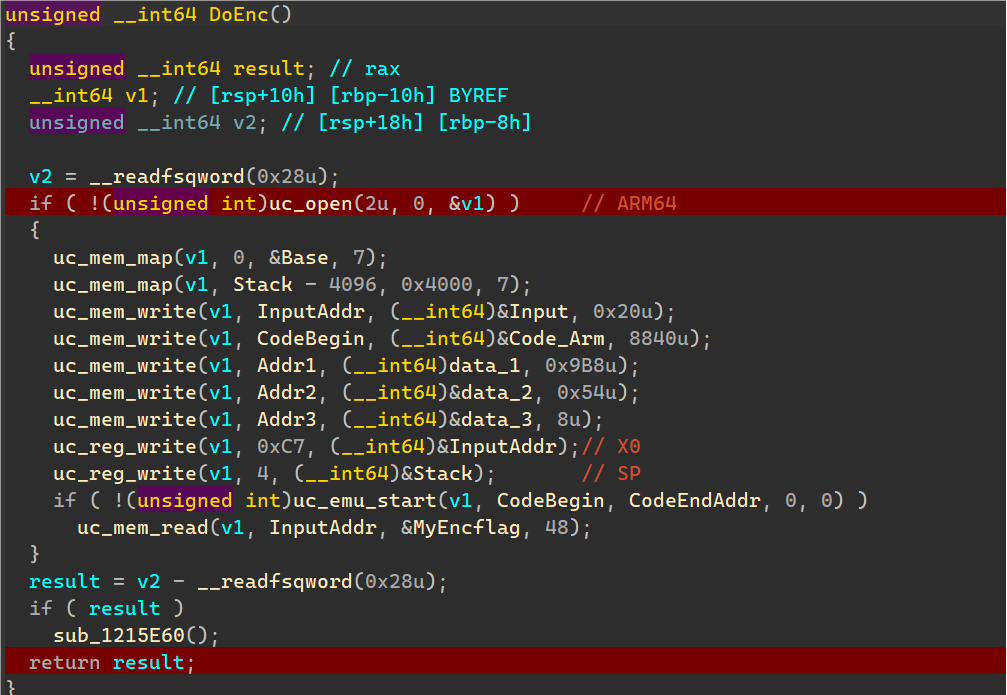 unsigned __int64 DoEnc()
{
  unsigned __int64 result; // rax
  __int64 v1; // [rsp+10h] [rbp-10h] BYREF
  unsigned __int64 v2; // [rsp+18h] [rbp-8h]

  v2 = __readfsqword(0x28u);
  if ( !(unsigned int)uc_open(2u, 0, &v1) )     // ARM64
  {
    uc_mem_map(v1, 0, &Base, 7);
    uc_mem_map(v1, Stack - 4096, 0x4000, 7);
    uc_mem_write(v1, InputAddr, (__int64)&Input, 0x20u);
    uc_mem_write(v1, CodeBegin, (__int64)&Code_Arm, 8840u);
    uc_mem_write(v1, Addr1, (__int64)data_1, 0x9B8u);
    uc_mem_write(v1, Addr2, (__int64)&data_2, 0x54u);
    uc_mem_write(v1, Addr3, (__int64)&data_3, 8u);
    uc_reg_write(v1, 0xC7, (__int64)&InputAddr);// X0
    uc_reg_write(v1, 4, (__int64)&Stack);       // SP
    if ( !(unsigned int)uc_emu_start(v1, CodeBegin, CodeEndAddr, 0, 0) )
      uc_mem_read(v1, InputAddr, &MyEncflag, 48);
  }
  result = v2 - __readfsqword(0x28u);
  if ( result )
    sub_1215E60();
  return result;
}